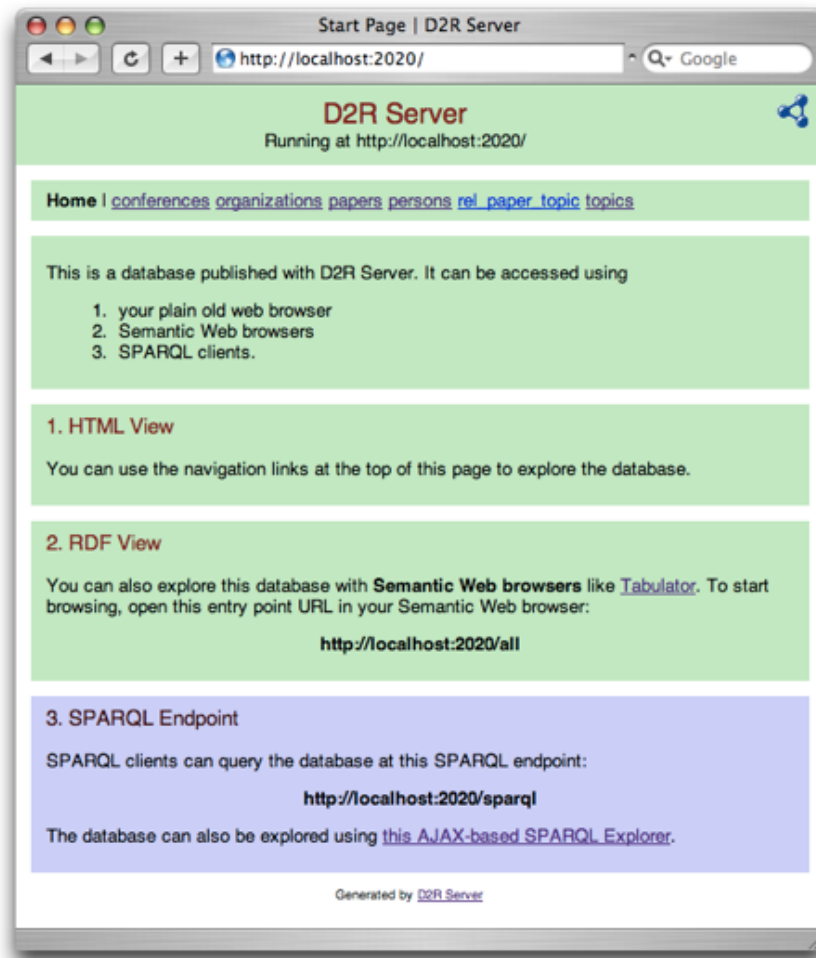 Start Page | D2R Server
http://localhost:2020/
Google
D2R Server
Running at http://localhost:2020/
Home | conferences organizations papers persons rel_paper_topic topics
This is a database published with D2R Server. It can be accessed using
1. your plain old web browser
2. Semantic Web browsers
3. SPARQL clients.
1. HTML View
You can use the navigation links at the top of this page to explore the database.
2. RDF View
You can also explore this database with Semantic Web browsers like Tabulator. To start
browsing, open this entry point URL in your Semantic Web browser:
http://localhost:2020/all
3. SPARQL Endpoint
SPARQL clients can query the database at this SPARQL endpoint:
http://localhost:2020/sparql
The database can also be explored using this AJAX-based SPARQL Explorer.
Generated by D2R Server